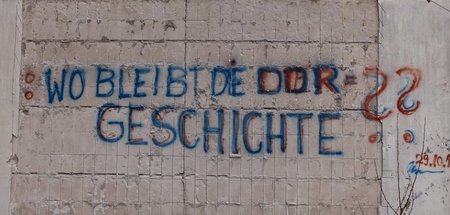 : WO BLEIBT DE DDR- ??
GESCHICHTE
29.10.